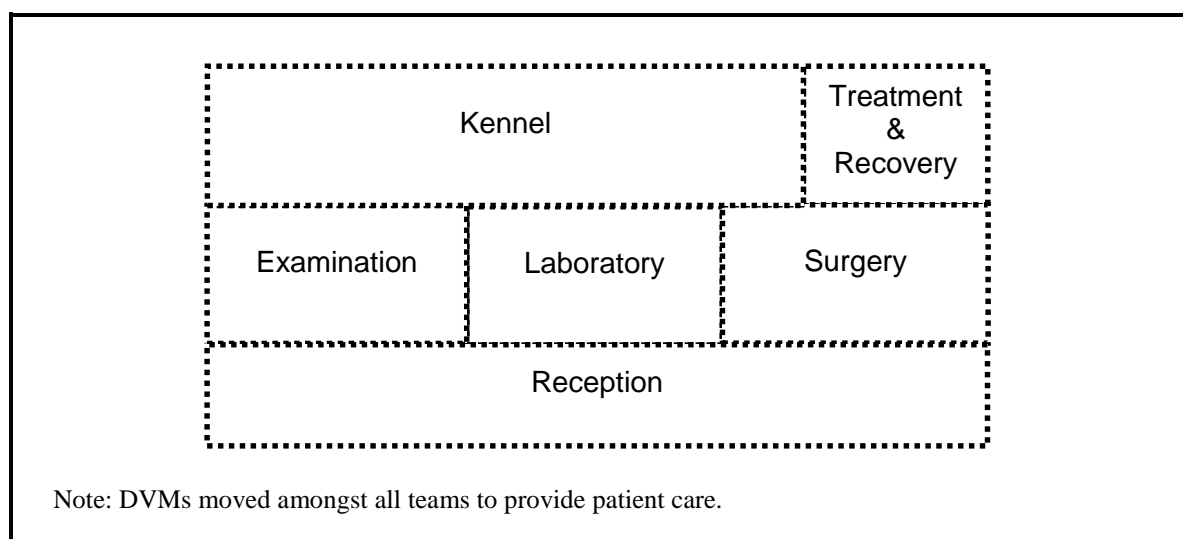 Kennel
Treatment
&
Recovery
Examination
Laboratory
Surgery
Reception
Note: DVMs moved amongst all teams to provide patient care.